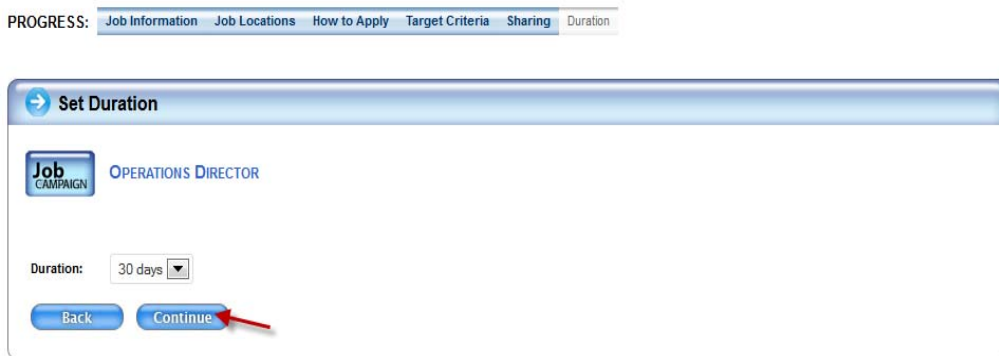 PROGRESS: Job Information Job Locations How to Apply Target Criteria Sharing Duration
Set Duration
Job
CAMPAIGN
OPERATIONS DIRECTOR
Duration: 30 days
Back Continue